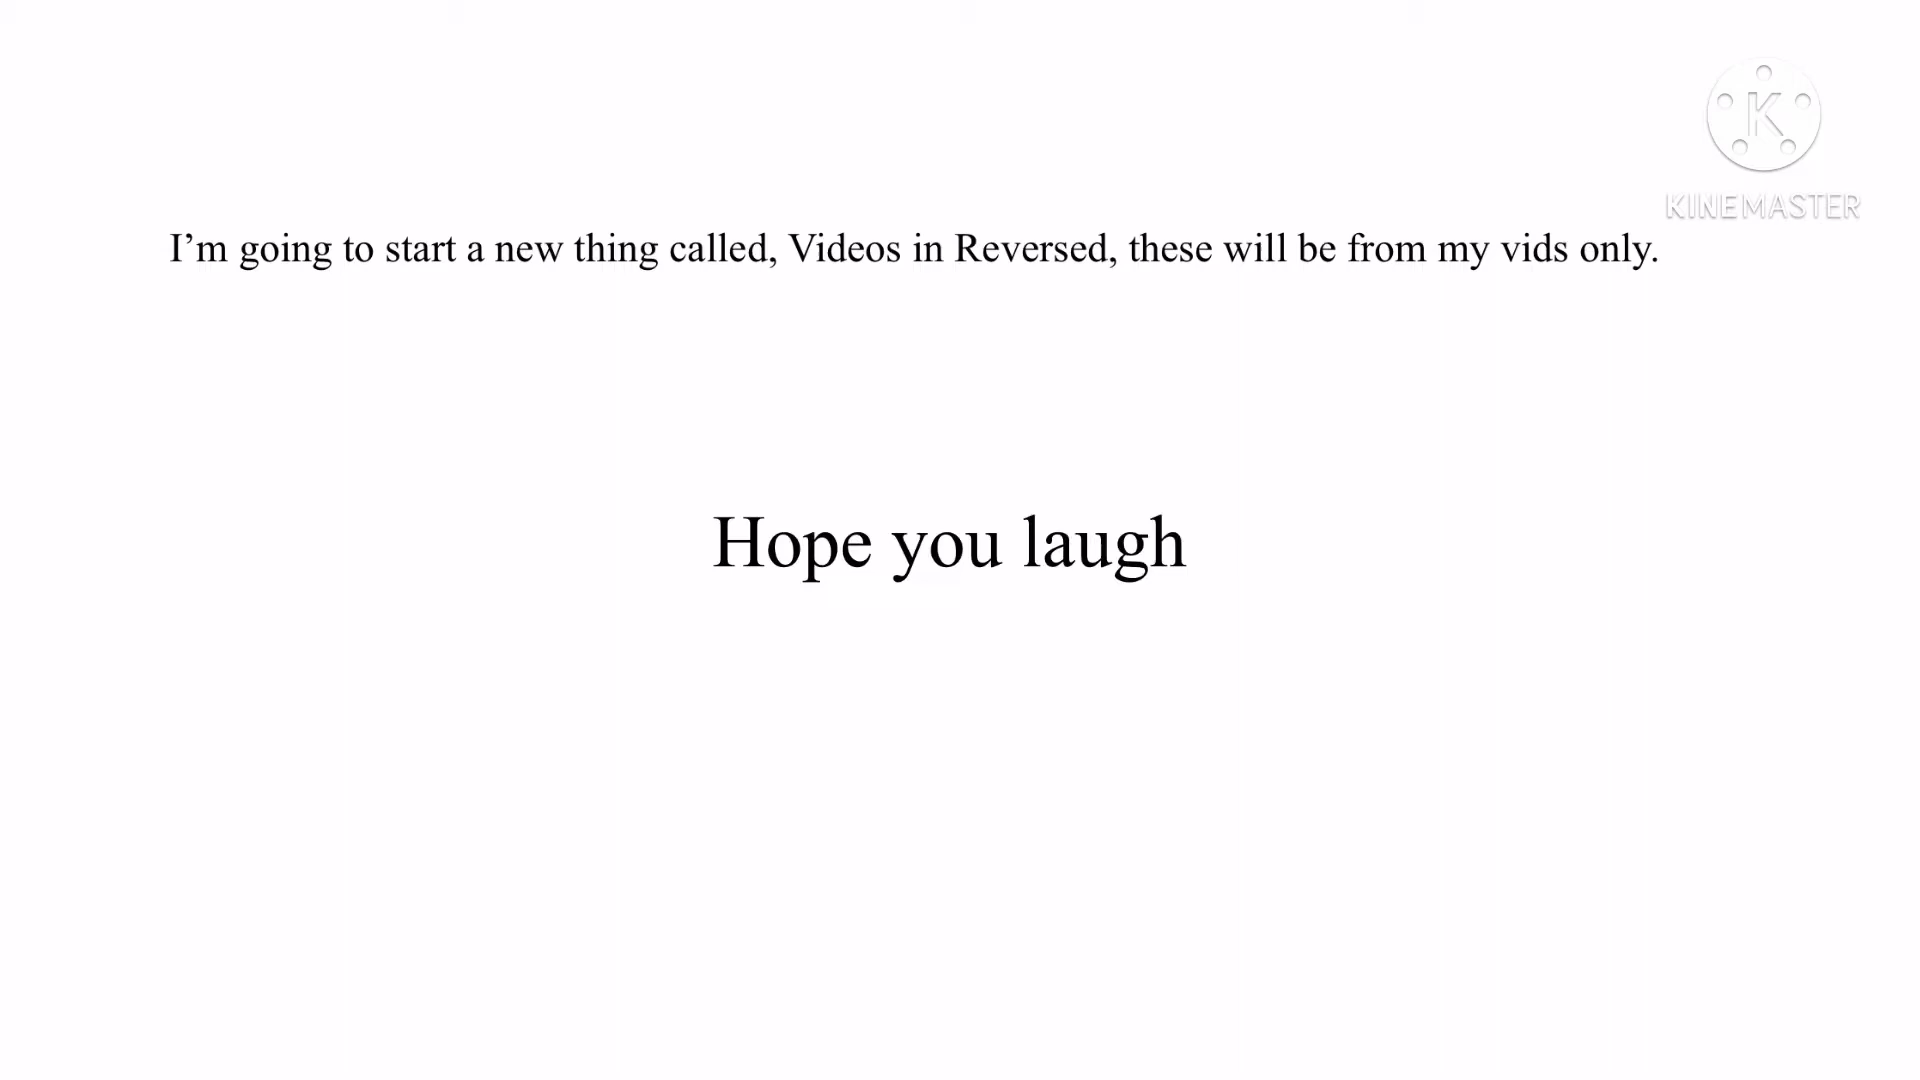 K
KINEMASTER
I’m going to start a new thing called, Videos in Reversed, these will be from my vids only.
Hope you laugh